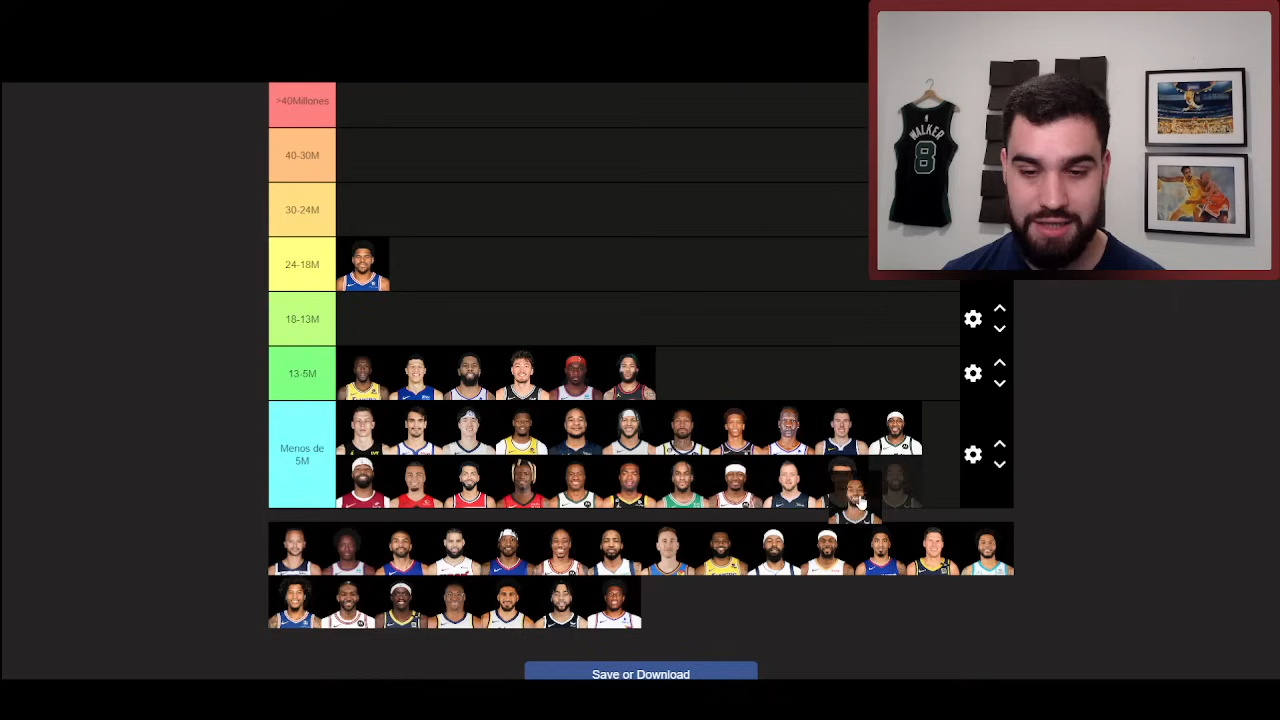 >40Millones
40-30M
30-24M
24-18M
18-13M
13-5M
Menos de
5M
WALKER
8
Save or Download